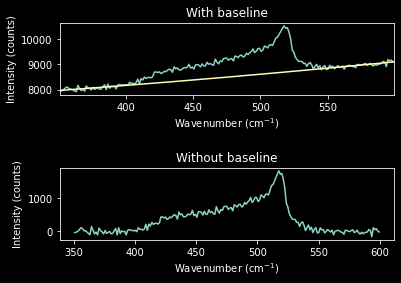 With baseline
Intensity (counts)
10000
9000
8000
400 450 500 550
Wavenumber (cm⁻¹)
Without baseline
Intensity (counts)
1000
0
350 400 450 500 550 600
Wavenumber (cm⁻¹)